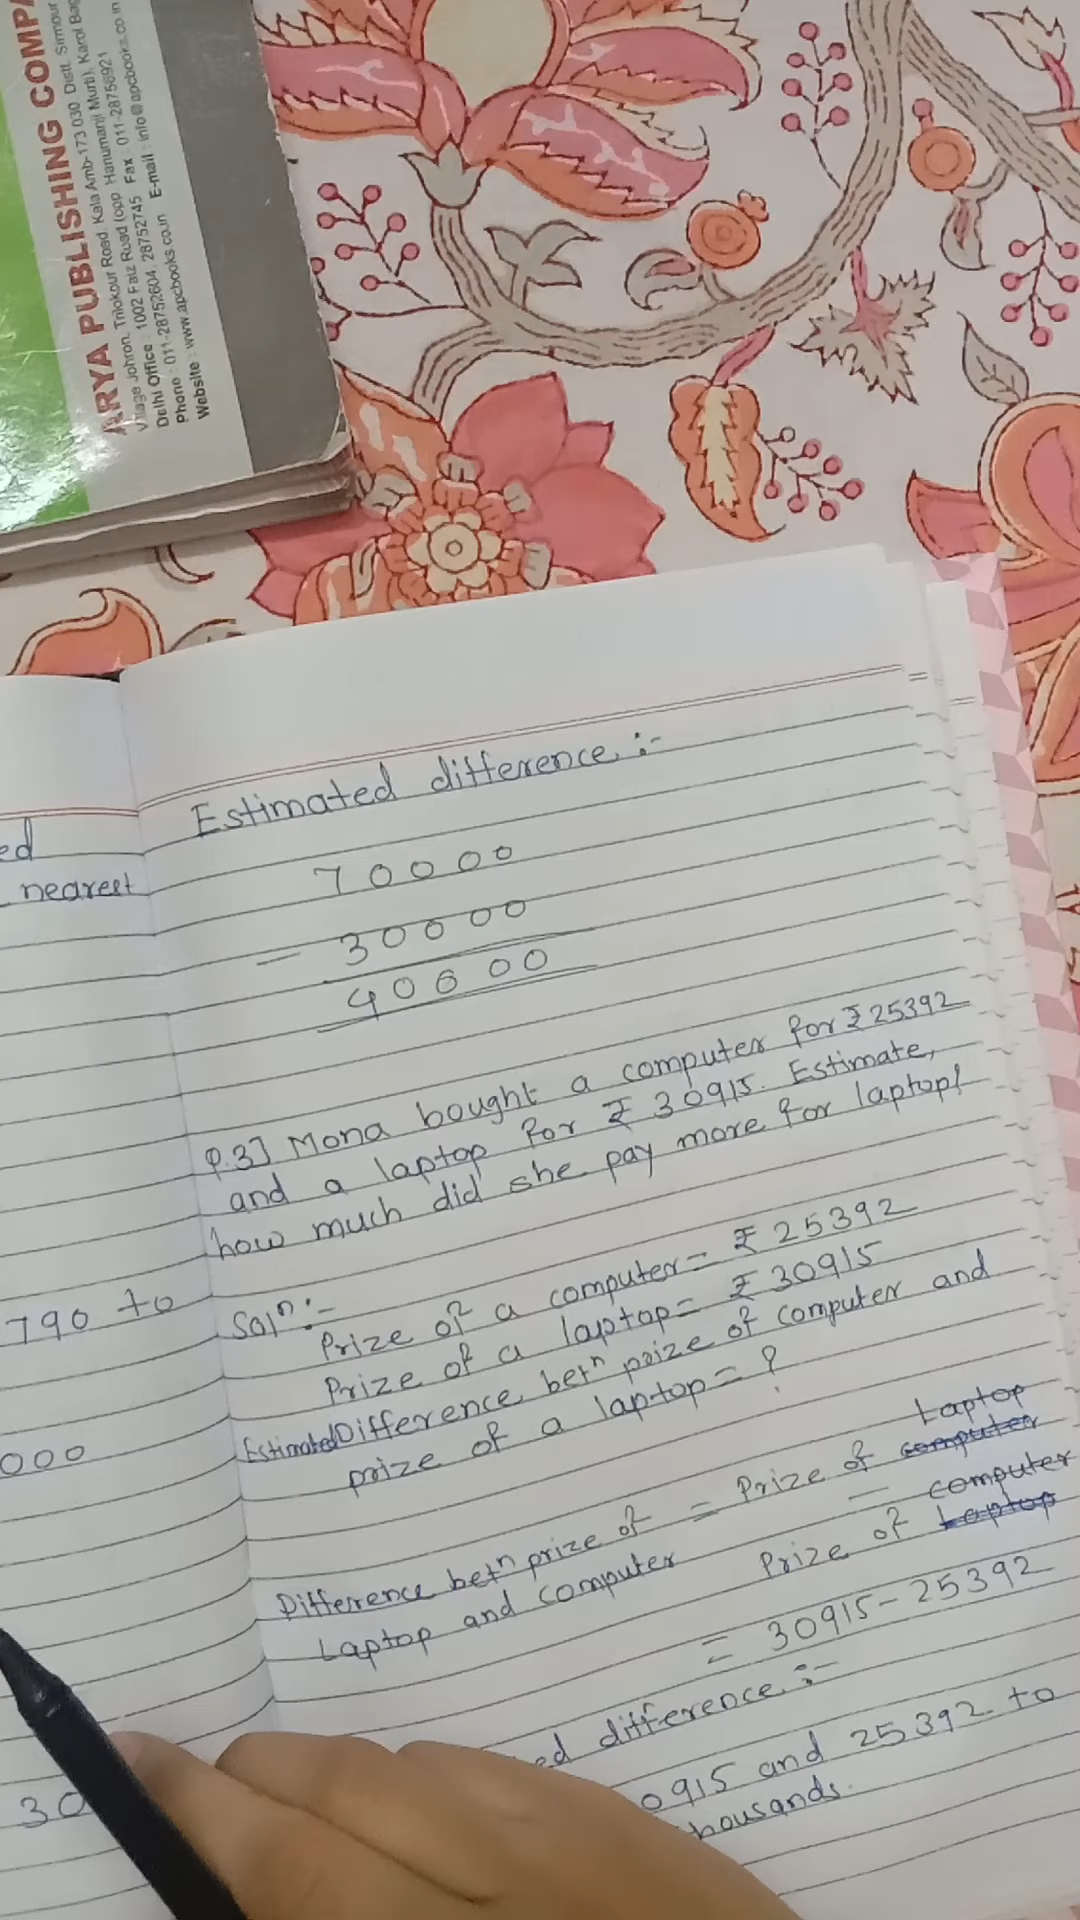 ARYA PUBLISHING COMPA
Village Johron, Trilokpur Road, Kala Amb-173 030 Distt. Sirmour
Delhi Office : 1002 Faiz Road (opp. Hanumanji Murti), Karol Bag
Phone : 011-28752604, 28752745 Fax : 011-28756921
Website : www.apcbooks.co.in E-mail : info@apcbooks.co.in
ed
nearest
790 to
000
30
Estimated difference :-
70000
- 30000
40000
Q.3] Mona bought a computer for ₹ 25392
and a laptop for ₹ 30915. Estimate,
how much did she pay more for laptop?
Solⁿ :-
Prize of a computer = ₹ 25392
Prize of a laptop = ₹ 30915
Estimated Difference betⁿ prize of computer and
prize of a laptop = ?
Laptop
Difference betⁿ prize of = Prize of computer
Laptop and computer — computer
Prize of Laptop
= 30915 - 25392
ed difference :-
0915 and 25392 to
housands.